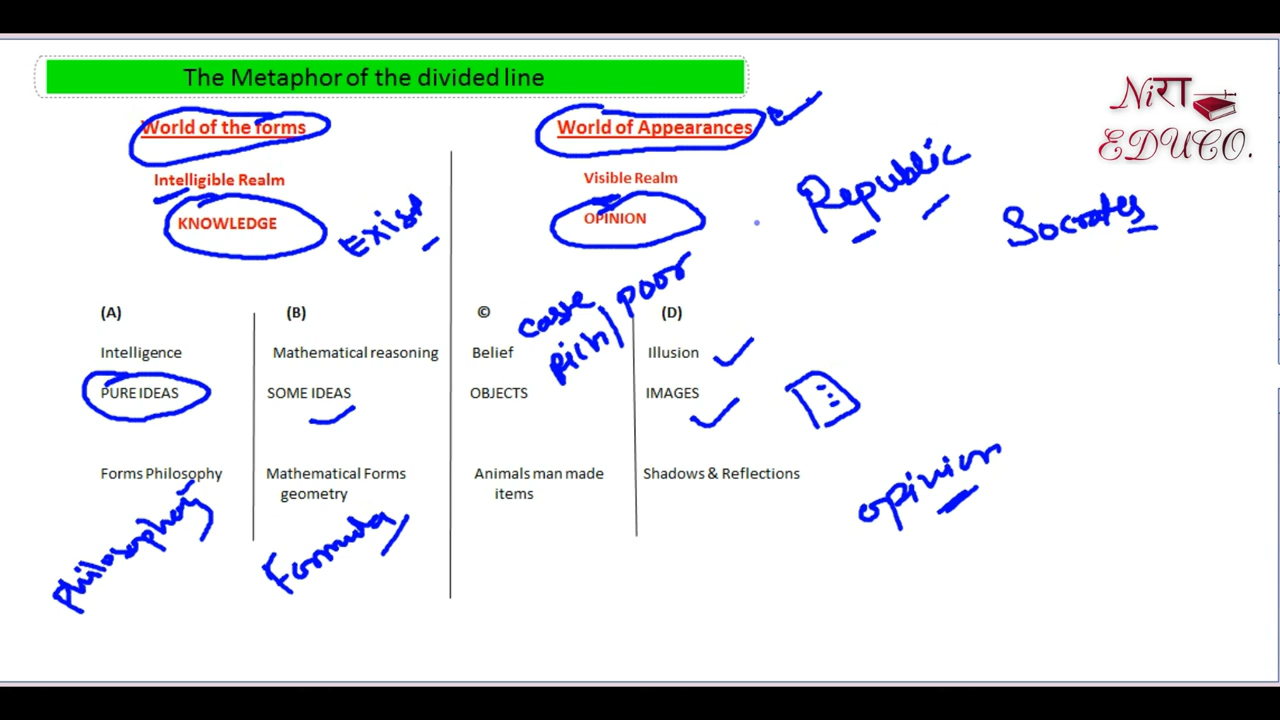 The Metaphor of the divided line
Niरा
EDUCO.
World of the forms
World of Appearances
Intelligible Realm
Visible Realm
Republic
KNOWLEDGE
Exist
OPINION
Socrates
(A)
(B)
©
caste
rich/poor
(D)
Intelligence
Mathematical reasoning
Belief
Illusion
PURE IDEAS
SOME IDEAS
OBJECTS
IMAGES
Forms Philosophy
Mathematical Forms
geometry
Animals man made
items
Shadows & Reflections
opinion
Philosophy
Formula